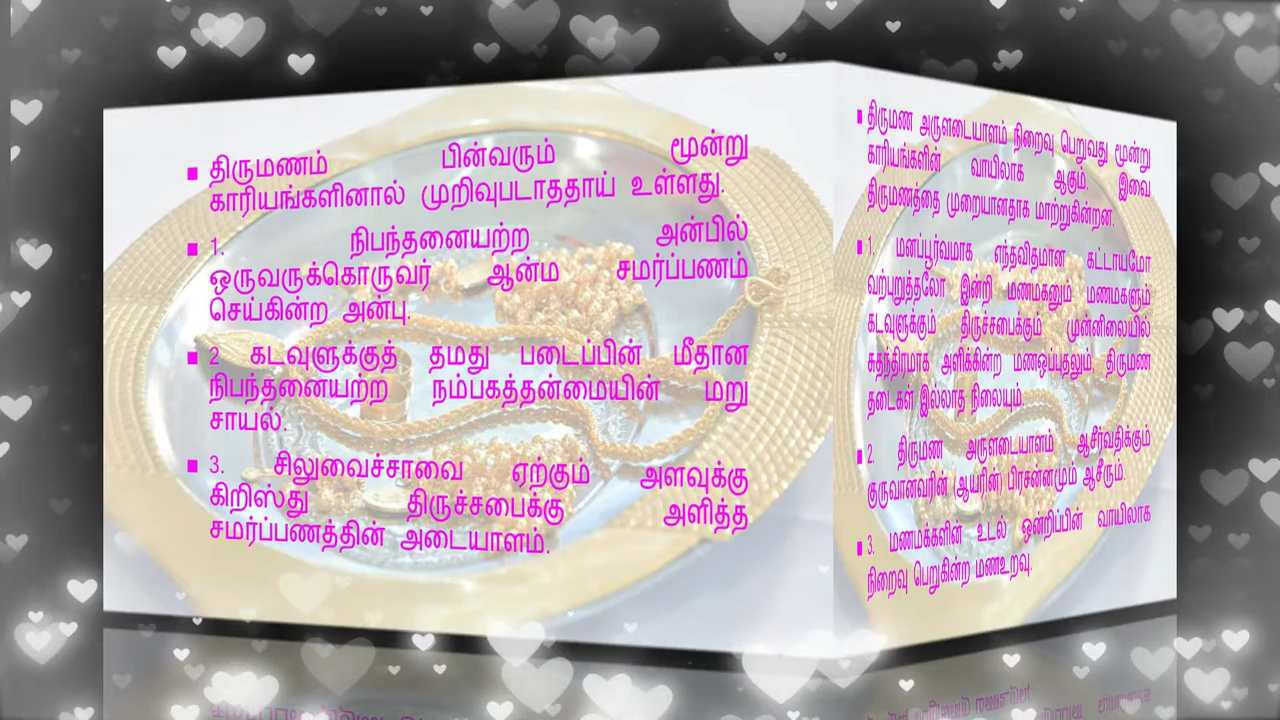 ▪ திருமணம் பின்வரும் மூன்று
காரியங்களினால் முறிவுபடாததாய் உள்ளது.
▪ 1. நிபந்தனையற்ற அன்பில்
ஒருவருக்கொருவர் ஆன்ம சமர்ப்பணம்
செய்கின்ற அன்பு.
▪ 2 கடவுளுக்குத் தமது படைப்பின் மீதான
நிபந்தனையற்ற நம்பகத்தன்மையின் மறு
சாயல்.
▪ 3. சிலுவைச்சாவை ஏற்கும் அளவுக்கு
கிறிஸ்து திருச்சபைக்கு அளித்த
சமர்ப்பணத்தின் அடையாளம்.
▪ திருமண அருளடையாளம் நிறைவு பெறுவது மூன்று
காரியங்களின் வாயிலாக ஆகும். இவை
திருமணத்தை முறையானதாக மாற்றுகின்றன.
▪ 1. மனப்பூர்வமாக எந்தவிதமான கட்டாயமோ
வற்புறுத்தலோ இன்றி மணமகனும் மணமகளும்
கடவுளுக்கும் திருச்சபைக்கும் முன்னிலையில்
சுதந்திரமாக அளிக்கின்ற மணஒப்புதலும், திருமண
தடைகள் இல்லாத நிலையும்.
▪ 2. திருமண அருளடையாளம் ஆசீர்வதிக்கும்
குருவானவரின் (ஆயரின்) பிரசன்னமும் ஆசீரும்.
▪ 3. மணமக்களின் உடல் ஒன்றிப்பின் வாயிலாக
நிறைவு பெறுகின்ற மணஉறவு.